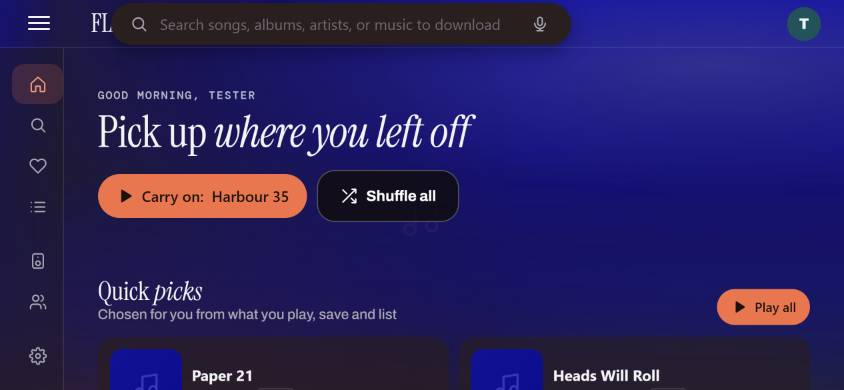 FL
Search songs, albums, artists, or music to download
T
GOOD MORNING, TESTER
Pick up where you left off
Carry on: Harbour 35
Shuffle all
Quick picks
Chosen for you from what you play, save and list
Play all
Paper 21
Heads Will Roll